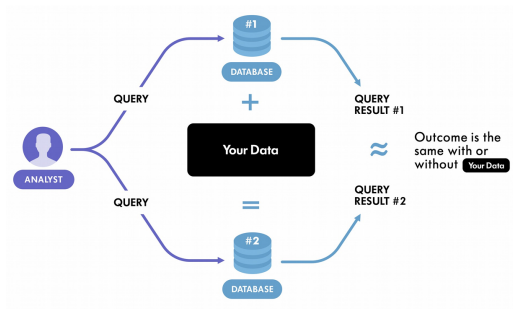 #1
DATABASE
QUERY
+
QUERY
RESULT #1
Your Data
≈
Outcome is the
same with or
without Your Data
ANALYST
QUERY
=
QUERY
RESULT #2
#2
DATABASE